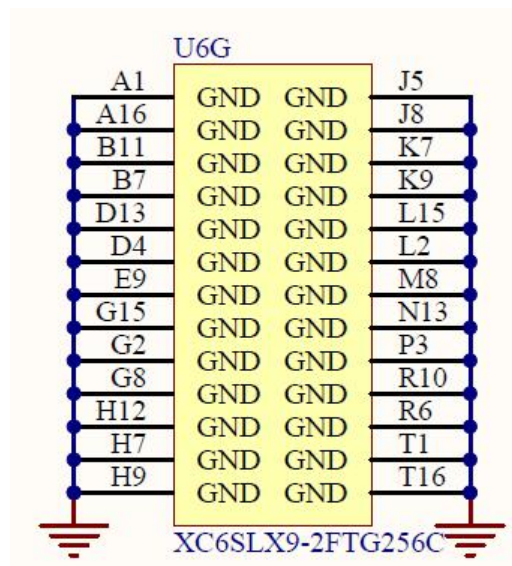 U6G
A1 GND GND J5
A16 GND GND J8
B11 GND GND K7
B7 GND GND K9
D13 GND GND L15
D4 GND GND L2
E9 GND GND M8
G15 GND GND N13
G2 GND GND P3
G8 GND GND R10
H12 GND GND R6
H7 GND GND T1
H9 GND GND T16
XC6SLX9-2FTG256C